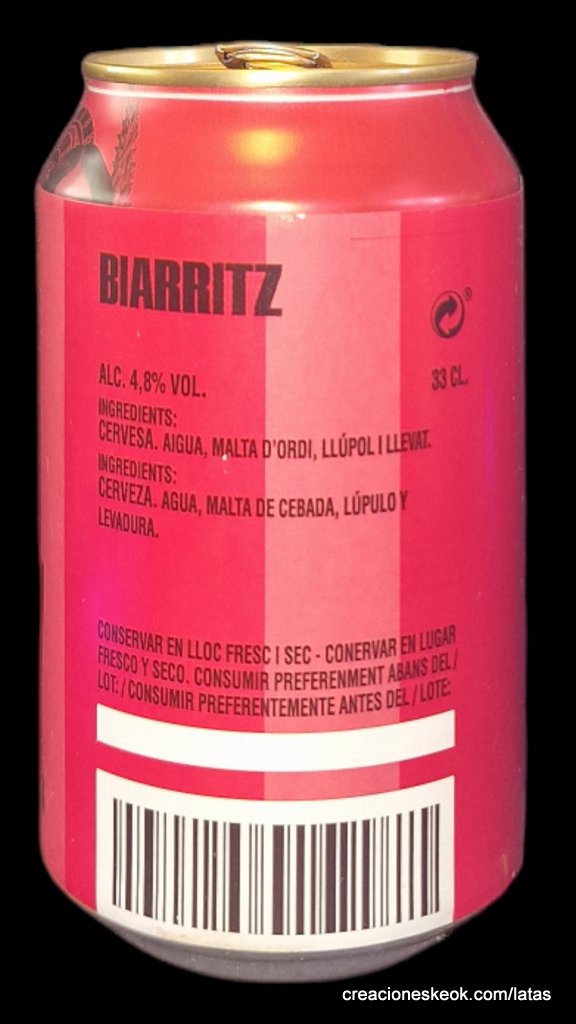 BIARRITZ
®
ALC. 4,8% VOL.
33 CL.
INGREDIENTS:
CERVESA. AIGUA, MALTA D'ORDI, LLÚPOL I LLEVAT.
INGREDIENTS:
CERVEZA. AGUA, MALTA DE CEBADA, LÚPULO Y
LEVADURA.
CONSERVAR EN LLOC FRESC I SEC - CONERVAR EN LUGAR
FRESCO Y SECO. CONSUMIR PREFERENMENT ABANS DEL /
LOT: / CONSUMIR PREFERENTEMENTE ANTES DEL / LOTE:
creacioneskeok.com/latas